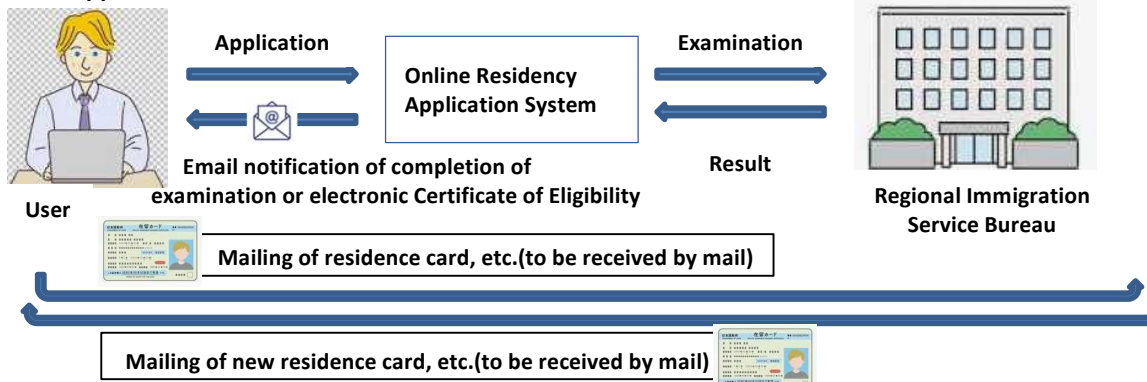 Application
Examination
Online Residency
Application System
Email notification of completion of
examination or electronic Certificate of Eligibility
Result
User
Regional Immigration
Service Bureau
Mailing of residence card, etc.(to be received by mail)
Mailing of new residence card, etc.(to be received by mail)